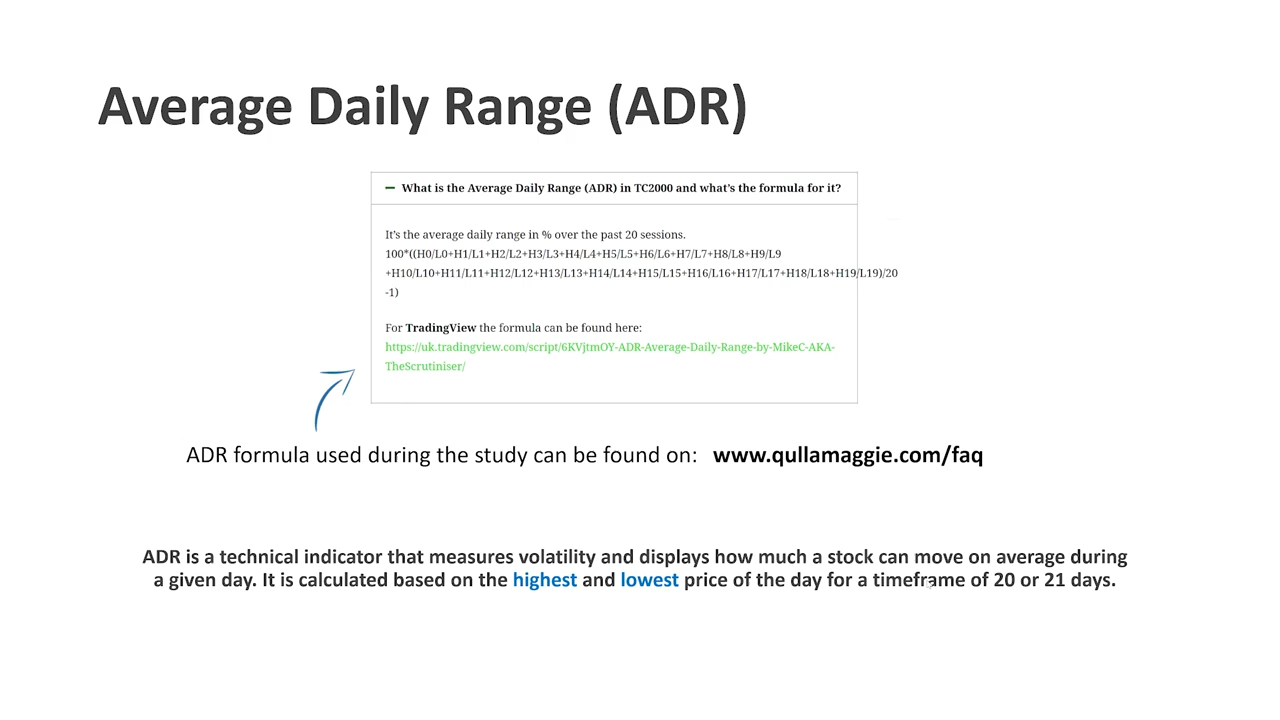 Average Daily Range (ADR)
What is the Average Daily Range (ADR) in TC2000 and what's the formula for it?
It's the average daily range in % over the past 20 sessions.
100*((H0/L0+H1/L1+H2/L2+H3/L3+H4/L4+H5/L5+H6/L6+H7/L7+H8/L8+H9/L9
+H10/L10+H11/L11+H12/L12+H13/L13+H14/L14+H15/L15+H16/L16+H17/L17+H18/L18+H19/L19)/20
-1)
For TradingView the formula can be found here:
https://uk.tradingview.com/script/6KVjtmOY-ADR-Average-Daily-Range-by-MikeC-AKA-
TheScrutiniser/
ADR formula used during the study can be found on: www.qullamaggie.com/faq
ADR is a technical indicator that measures volatility and displays how much a stock can move on average during
a given day. It is calculated based on the highest and lowest price of the day for a timeframe of 20 or 21 days.